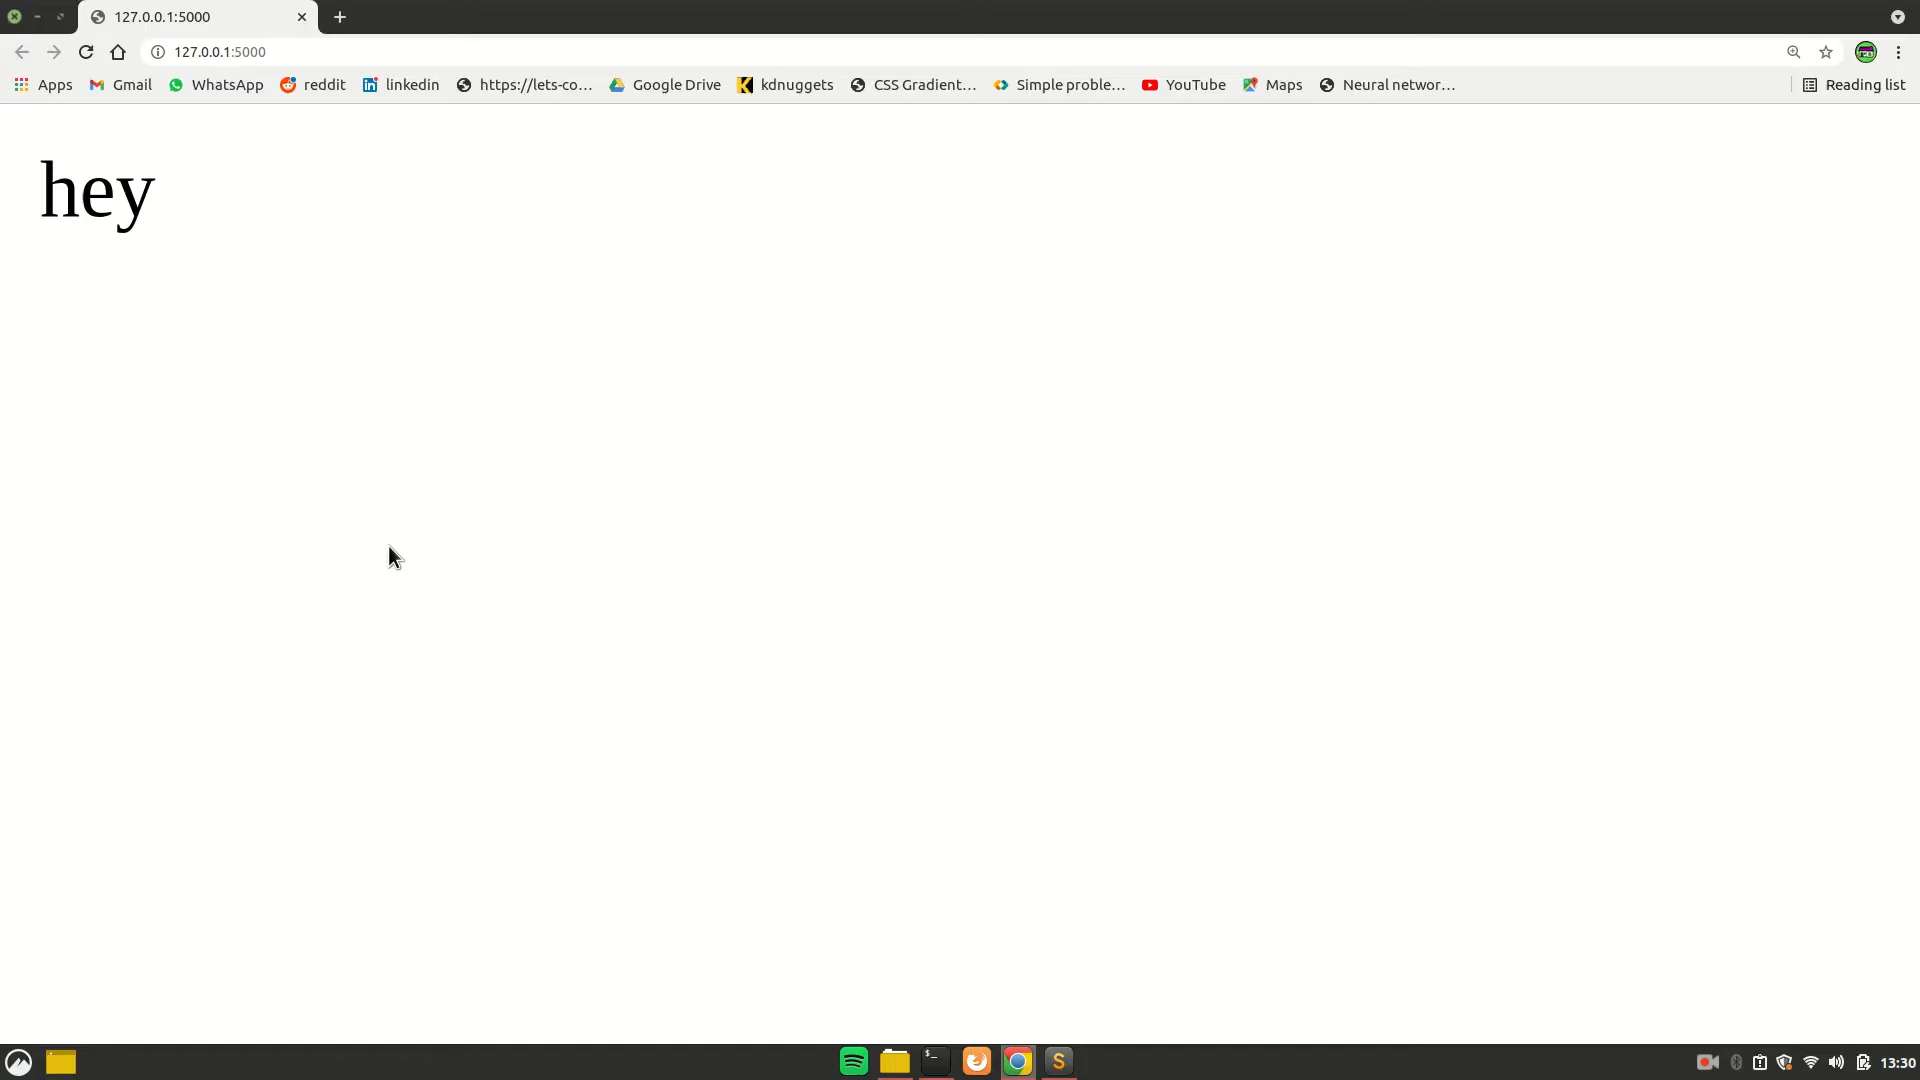 127.0.0.1:5000
127.0.0.1:5000
Apps Gmail WhatsApp reddit linkedin https://lets-co... Google Drive kdnuggets CSS Gradient... Simple proble... YouTube Maps Neural networ... Reading list
hey
13:30